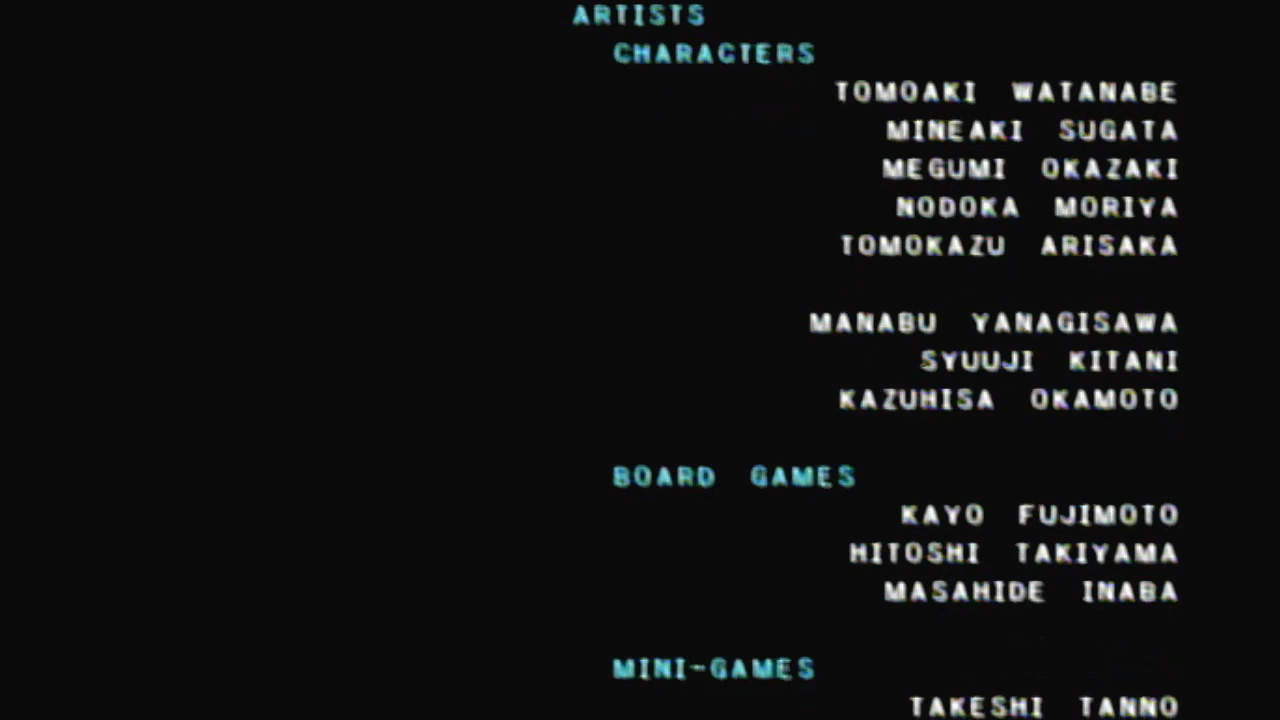 ARTISTS
CHARACTERS
TOMOAKI WATANABE
MINEAKI SUGATA
MEGUMI OKAZAKI
NODOKA MORIYA
TOMOKAZU ARISAKA
MANABU YANAGISAWA
SYUUJI KITANI
KAZUHISA OKAMOTO
BOARD GAMES
KAYO FUJIMOTO
HITOSHI TAKIYAMA
MASAHIDE INABA
MINI-GAMES
TAKESHI TANNO